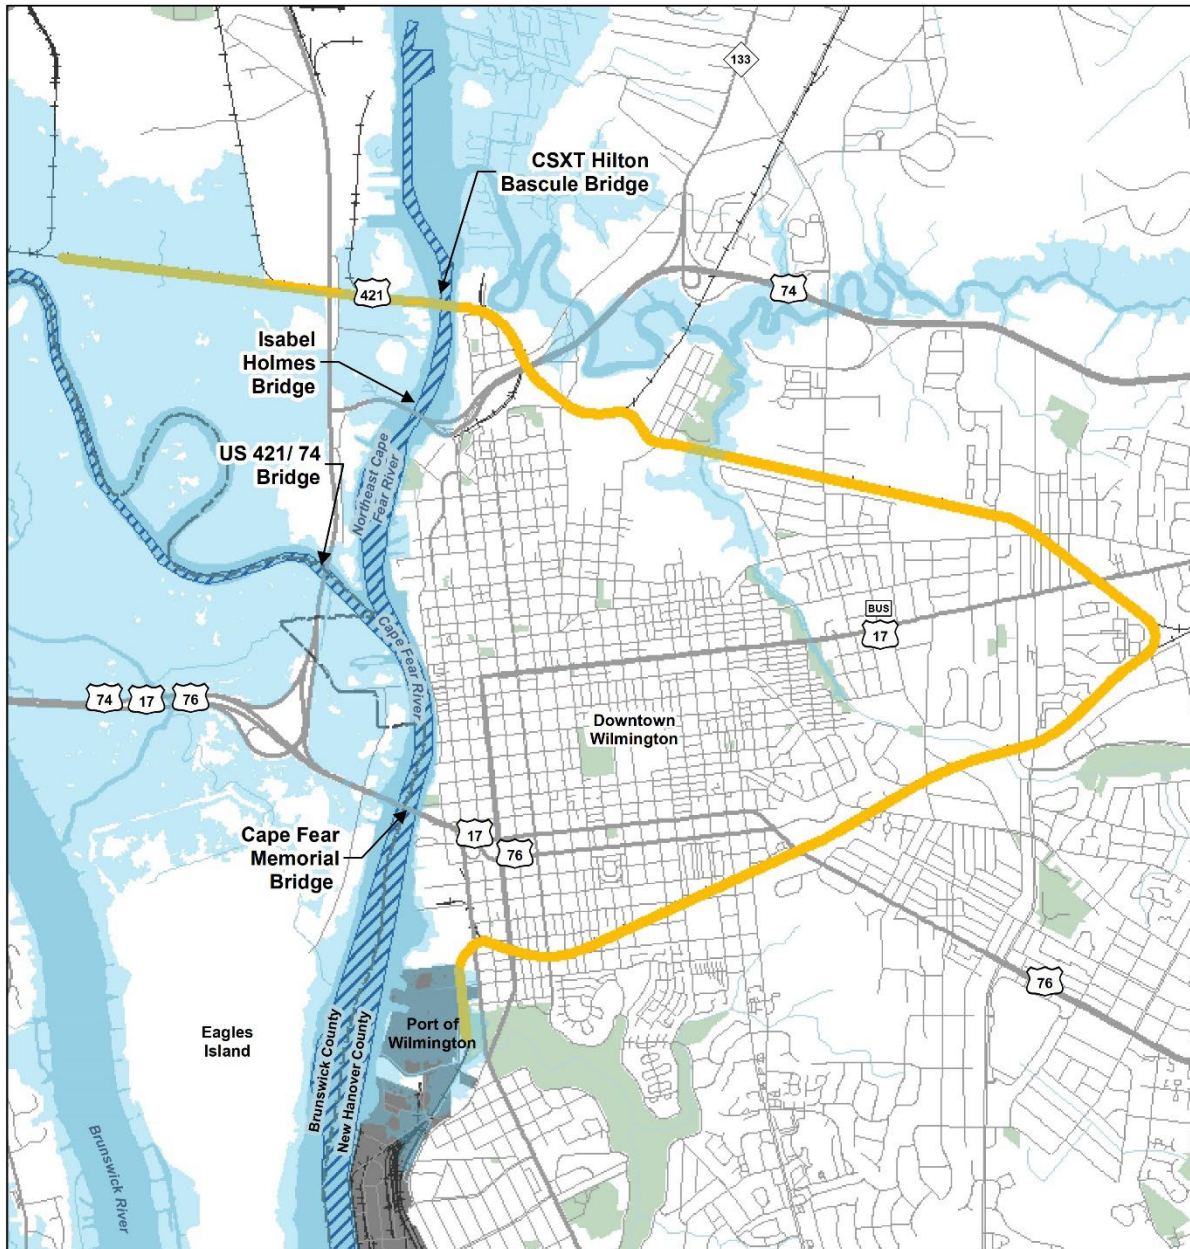 133
CSXT Hilton
Bascule Bridge
421
74
Isabel
Holmes
Bridge
US 421/ 74
Bridge
Northeast Cape
Fear River
BUS
17
Cape Fear River
74
17
76
Downtown
Wilmington
Cape Fear
Memorial
Bridge
17
76
76
Eagles
Island
Port of
Wilmington
Brunswick County
New Hanover County
Brunswick River